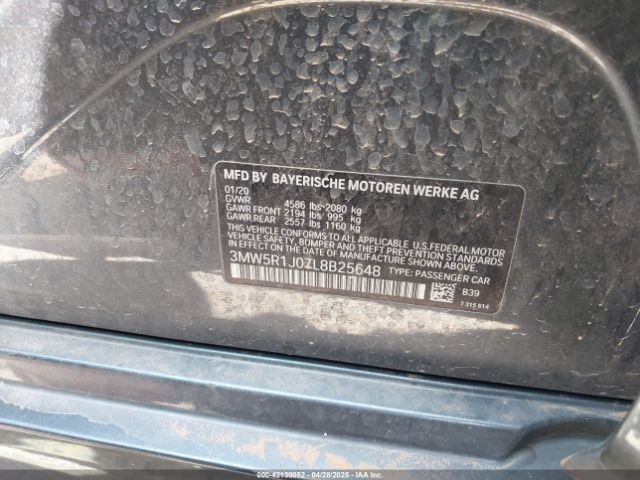 MFD BY BAYERISCHE MOTOREN WERKE AG
01/20
GVWR 4586 lbs-2080 kg
GAWR FRONT 2194 lbs/ 995 kg
GAWR REAR 2557 lbs 1160 kg
THIS VEHICLE CONFORMS TO ALL APPLICABLE U.S.FEDERAL MOTOR
VEHICLE SAFETY, BUMPER AND THEFT PREVENTION STANDARDS
IN EFFECT ON THE DATE OF MANUFACTURE SHOWN ABOVE.
3MW5R1J0ZL8B25648 TYPE: PASSENGER CAR
B39
7 315 814
000-42130052 - 04/28/2025 - IAAI Copyright